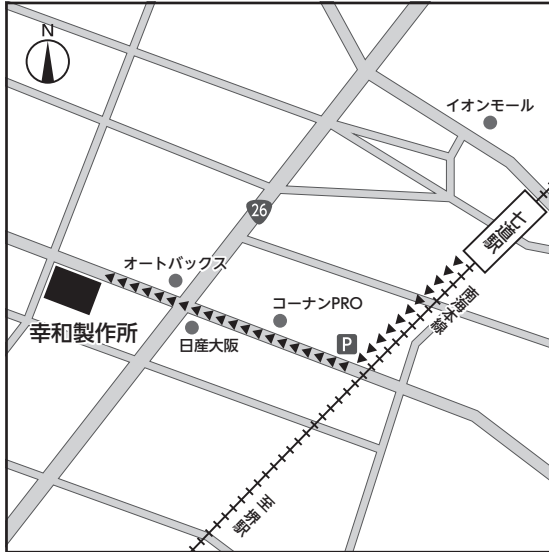 N
イオンモール
七道駅
26
オートバックス
南海本線
コーナンPRO
幸和製作所
日産大阪
P
至堺駅